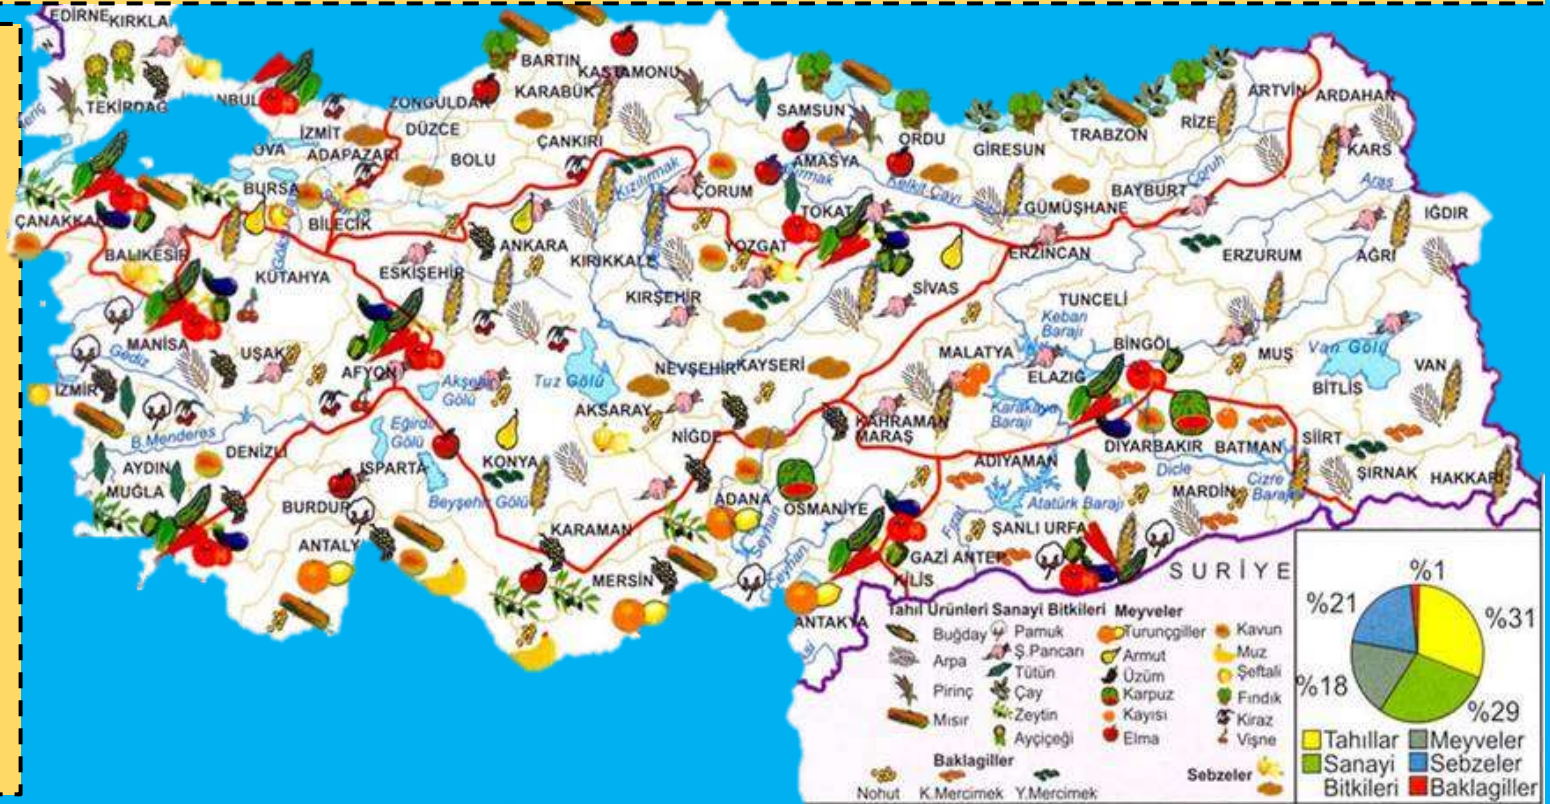 EDİRNE
KIRKLA
TEKİRDAĞ
NBUL
ZONGULDAK
BARTIN
KASTAMONU
KARABÜK
İZMİT
DÜZCE
OVA
ADAPAZARI
BOLU
ÇANKIRI
SAMSUN
AMASYA
ORDU
GİRESUN
TRABZON
RİZE
ARTVİN
ARDAHAN
KARS
Çoruh
Aras
IĞDIR
BURSA
BİLECİK
Kızılırmak
ÇORUM
TOKAT
Kelkit Çayı
GÜMÜŞHANE
BAYBURT
ÇANAKKAL
BALIKESİR
KÜTAHYA
ESKİŞEHİR
ANKARA
KIRIKKALE
YOZGAT
ERZİNCAN
ERZURUM
AĞRI
KIRŞEHİR
SİVAS
TUNCELİ
Keban
Barajı
MANİSA
Gediz
UŞAK
AFYON
Akşehir
Gölü
Tuz Gölü
NEVŞEHİR
KAYSERİ
MALATYA
ELAZIĞ
BİNGÖL
MUŞ
Van Gölü
VAN
BİTLİS
İZMİR
B.Menderes
AKSARAY
NİĞDE
KAHRAMAN
MARAŞ
Karakaya
Barajı
DİYARBAKIR
BATMAN
SİİRT
AYDIN
DENİZLİ
Eğirdi
Gölü
ISPARTA
KONYA
Beyşehir Gölü
ADIYAMAN
Dicle
Cizre
Barajı
ŞIRNAK
HAKKARİ
MUĞLA
BURDUR
ADANA
OSMANİYE
Atatürk Barajı
MARDİN
ANTALY
KARAMAN
Seyhan
Ceyhan
Fırat
ŞANLI URFA
MERSİN
GAZİ ANTEP
KİLİS
ANTAKYA
SURİYE
Tahıl Ürünleri Sanayi Bitkileri Meyveler
Buğday Pamuk Turunçgiller Kavun
Arpa Ş.Pancarı Armut Muz
Tütün Üzüm Şeftali
Pirinç Çay Karpuz Fındık
Mısır Zeytin Kayısı Kiraz
Ayçiçeği Elma Vişne
Baklagiller
Sebzeler
Nohut K.Mercimek Y.Mercimek
%1
%21
%31
%18
%29
Tahıllar Meyveler
Sanayi Sebzeler
Bitkileri Baklagiller